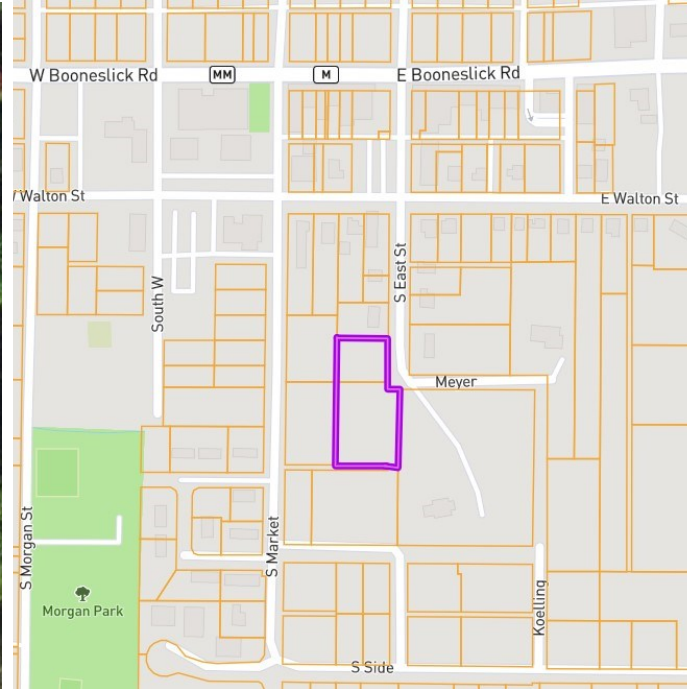 W Booneslick Rd
MM
M
E Booneslick Rd
/ Walton St
E Walton St
S East St
South W
Meyer
S Morgan St
S Market
Morgan Park
Koelling
S Side